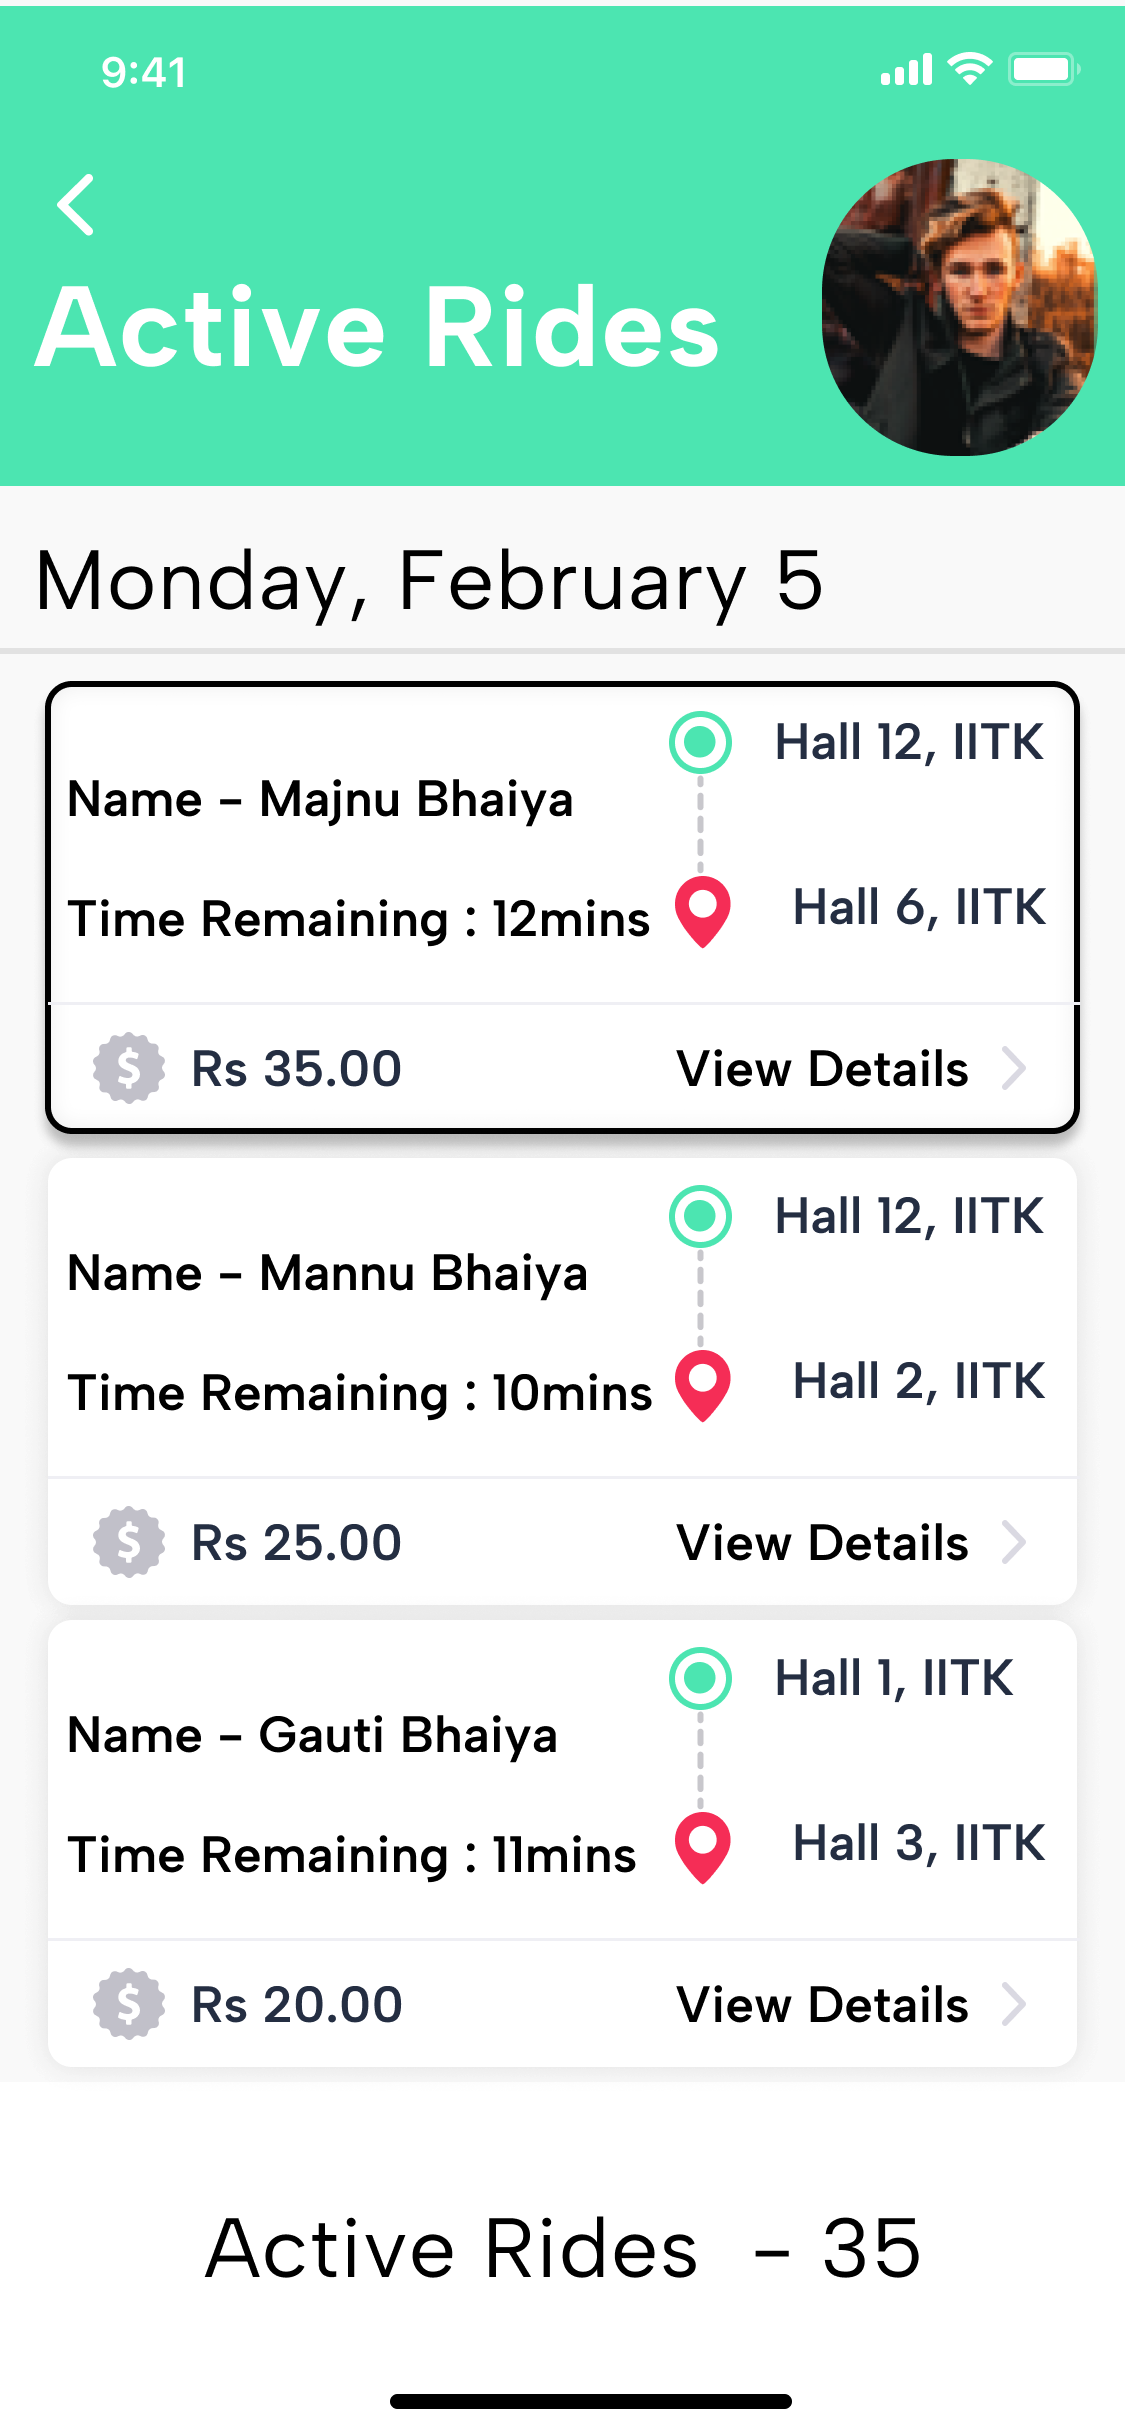 9:41
Active Rides
Monday, February 5
Hall 12, IITK
Name - Majnu Bhaiya
Hall 6, IITK
Time Remaining : 12mins
$ Rs 35.00 View Details
Hall 12, IITK
Name - Mannu Bhaiya
Hall 2, IITK
Time Remaining : 10mins
$ Rs 25.00 View Details
Hall 1, IITK
Name - Gauti Bhaiya
Hall 3, IITK
Time Remaining : 11mins
$ Rs 20.00 View Details
Active Rides - 35